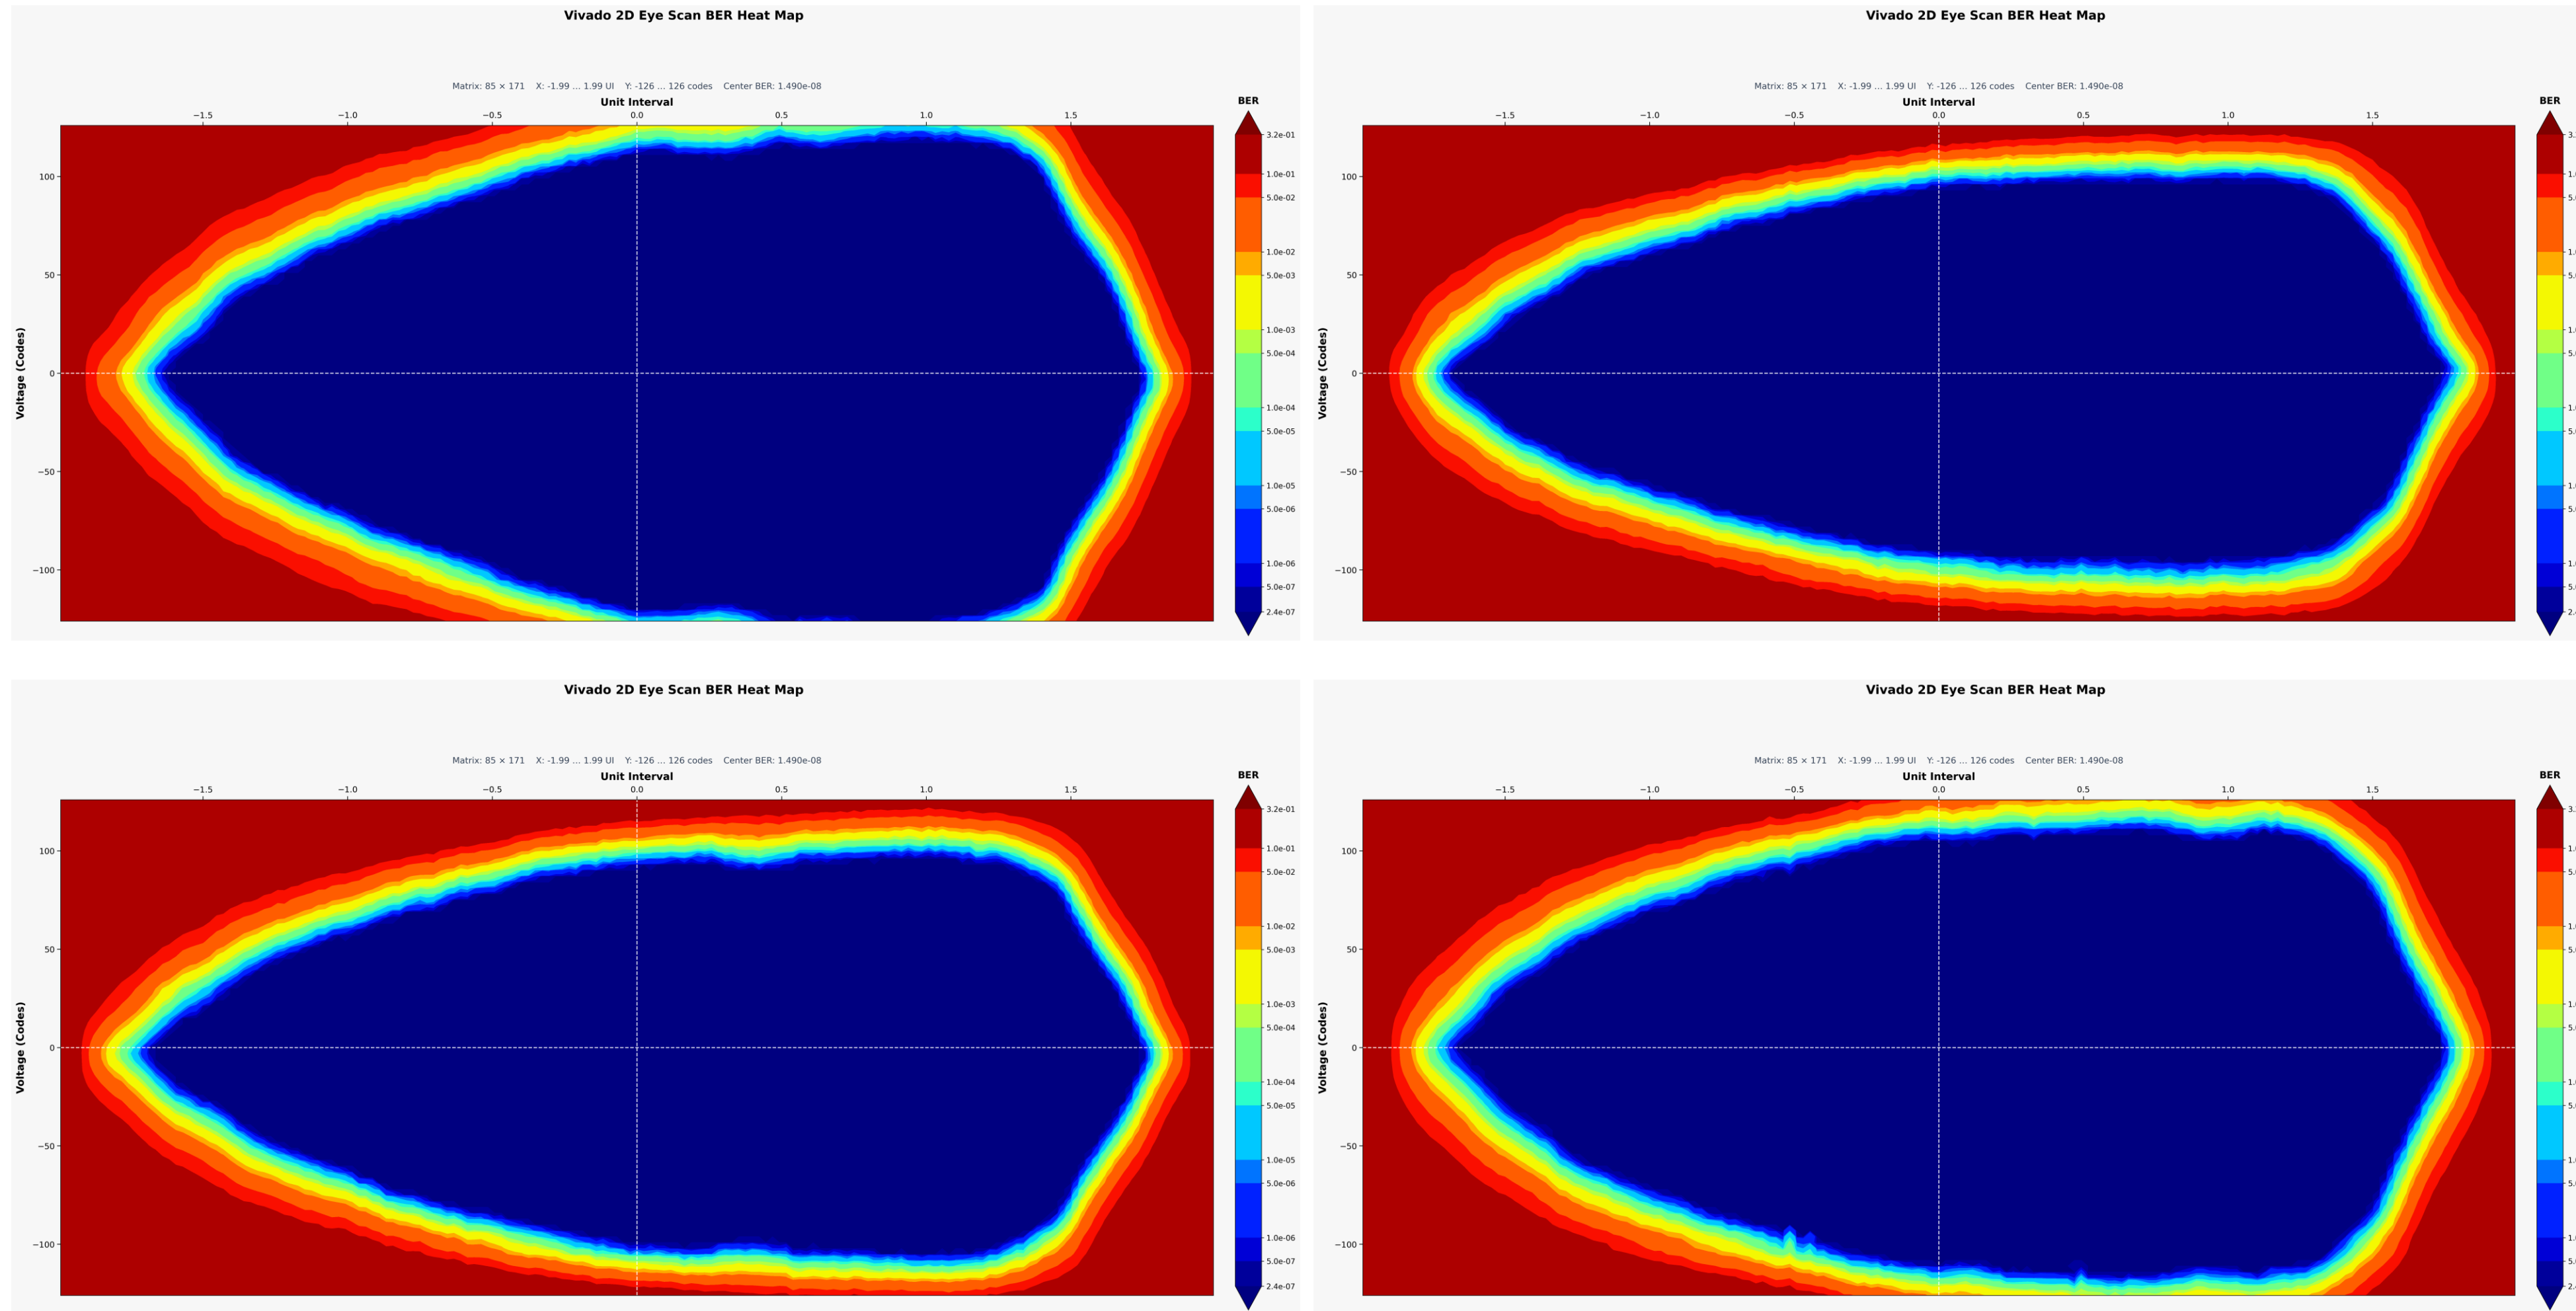 Vivado 2D Eye Scan BER Heat Map
Matrix: 85 × 171 X: -1.99 ... 1.99 UI Y: -126 ... 126 codes Center BER: 1.490e-08
Unit Interval
BER
−1.5 −1.0 −0.5 0.0 0.5 1.0 1.5
Voltage (Codes)
100
50
0
−50
−100
3.2e-01
1.0e-01
5.0e-02
1.0e-02
5.0e-03
1.0e-03
5.0e-04
1.0e-04
5.0e-05
1.0e-05
5.0e-06
1.0e-06
5.0e-07
2.4e-07
Vivado 2D Eye Scan BER Heat Map
Matrix: 85 × 171 X: -1.99 ... 1.99 UI Y: -126 ... 126 codes Center BER: 1.490e-08
Unit Interval
BER
−1.5 −1.0 −0.5 0.0 0.5 1.0 1.5
Voltage (Codes)
100
50
0
−50
−100
Vivado 2D Eye Scan BER Heat Map
Matrix: 85 × 171 X: -1.99 ... 1.99 UI Y: -126 ... 126 codes Center BER: 1.490e-08
Unit Interval
BER
−1.5 −1.0 −0.5 0.0 0.5 1.0 1.5
Voltage (Codes)
100
50
0
−50
−100
3.2e-01
1.0e-01
5.0e-02
1.0e-02
5.0e-03
1.0e-03
5.0e-04
1.0e-04
5.0e-05
1.0e-05
5.0e-06
1.0e-06
5.0e-07
2.4e-07
Vivado 2D Eye Scan BER Heat Map
Matrix: 85 × 171 X: -1.99 ... 1.99 UI Y: -126 ... 126 codes Center BER: 1.490e-08
Unit Interval
BER
−1.5 −1.0 −0.5 0.0 0.5 1.0 1.5
Voltage (Codes)
100
50
0
−50
−100